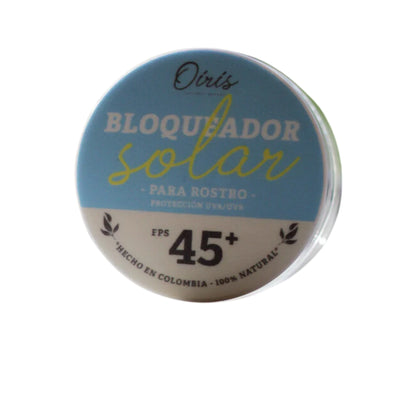 Oiris
BLOQUEADOR
solar
- PARA ROSTRO -
PROTECCIÓN UVA/UVB
FPS 45+
"HECHO EN COLOMBIA - 100% NATURAL"